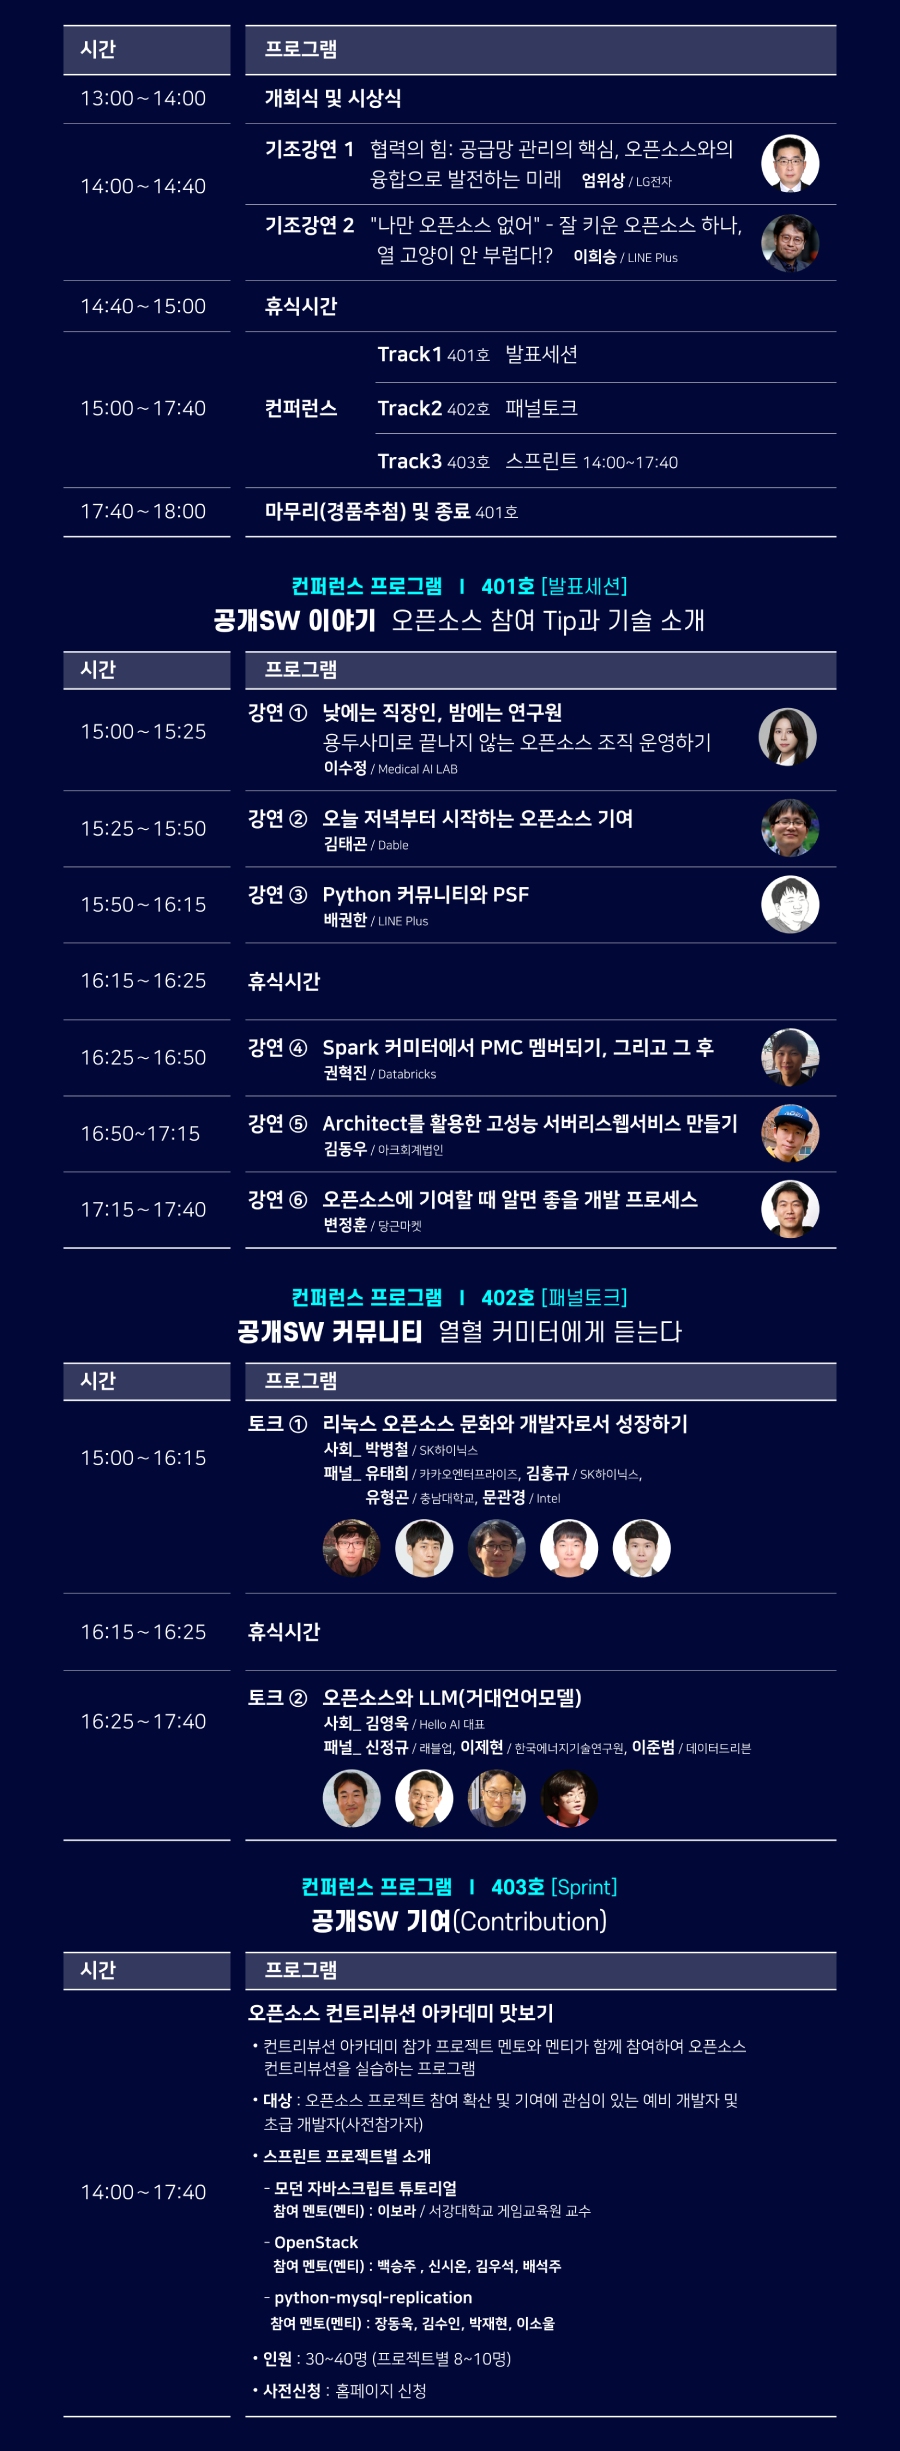 시간 프로그램
13:00~14:00 개회식 및 시상식
14:00~14:40
기조강연 1 협력의 힘: 공급망 관리의 핵심, 오픈소스와의
융합으로 발전하는 미래 엄위상 / LG전자
기조강연 2 "나만 오픈소스 없어" - 잘 키운 오픈소스 하나,
열 고양이 안 부럽다!? 이희승 / LINE Plus
14:40~15:00 휴식시간
15:00~17:40 컨퍼런스
Track1 401호 발표세션
Track2 402호 패널토크
Track3 403호 스프린트 14:00~17:40
17:40~18:00 마무리(경품추첨) 및 종료 401호
컨퍼런스 프로그램 I 401호 [발표세션]
공개SW 이야기 오픈소스 참여 Tip과 기술 소개
시간 프로그램
15:00~15:25
강연 ① 낮에는 직장인, 밤에는 연구원
용두사미로 끝나지 않는 오픈소스 조직 운영하기
이수정 / Medical AI LAB
15:25~15:50
강연 ② 오늘 저녁부터 시작하는 오픈소스 기여
김태곤 / Dable
15:50~16:15
강연 ③ Python 커뮤니티와 PSF
배권한 / LINE Plus
16:15~16:25 휴식시간
16:25~16:50
강연 ④ Spark 커미터에서 PMC 멤버되기, 그리고 그 후
권혁진 / Databricks
16:50~17:15
강연 ⑤ Architect를 활용한 고성능 서버리스웹서비스 만들기
김동우 / 아크회계법인
17:15~17:40
강연 ⑥ 오픈소스에 기여할 때 알면 좋을 개발 프로세스
변정훈 / 당근마켓
컨퍼런스 프로그램 I 402호 [패널토크]
공개SW 커뮤니티 열혈 커미터에게 듣는다
시간 프로그램
15:00~16:15
토크 ① 리눅스 오픈소스 문화와 개발자로서 성장하기
사회_ 박병철 / SK하이닉스
패널_ 유태희 / 카카오엔터프라이즈, 김홍규 / SK하이닉스,
유형곤 / 충남대학교, 문관경 / Intel
16:15~16:25 휴식시간
16:25~17:40
토크 ② 오픈소스와 LLM(거대언어모델)
사회_ 김영욱 / Hello AI 대표
패널_ 신정규 / 래블업, 이제현 / 한국에너지기술연구원, 이준범 / 데이터드리븐
컨퍼런스 프로그램 I 403호 [Sprint]
공개SW 기여(Contribution)
시간 프로그램
14:00~17:40
오픈소스 컨트리뷰션 아카데미 맛보기
• 컨트리뷰션 아카데미 참가 프로젝트 멘토와 멘티가 함께 참여하여 오픈소스
컨트리뷰션을 실습하는 프로그램
• 대상 : 오픈소스 프로젝트 참여 확산 및 기여에 관심이 있는 예비 개발자 및
초급 개발자(사전참가자)
• 스프린트 프로젝트별 소개
- 모던 자바스크립트 튜토리얼
참여 멘토(멘티) : 이보라 / 서강대학교 게임교육원 교수
- OpenStack
참여 멘토(멘티) : 백승주 , 신시온, 김우석, 배석주
- python-mysql-replication
참여 멘토(멘티) : 장동욱, 김수인, 박재현, 이소울
• 인원 : 30~40명 (프로젝트별 8~10명)
• 사전신청 : 홈페이지 신청